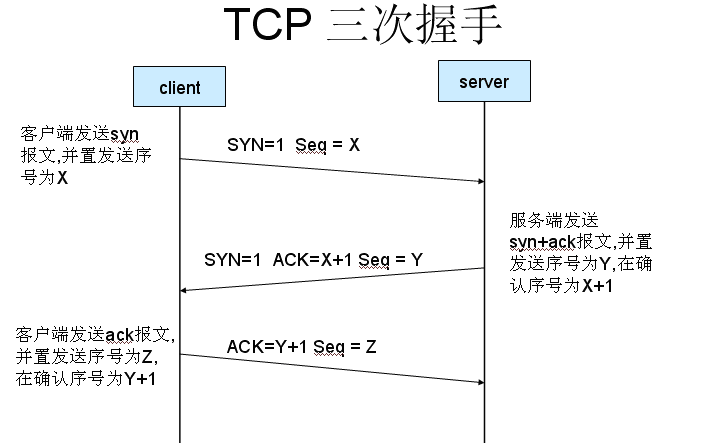 TCP 三次握手
client
server
客户端发送syn
报文,并置发送序
号为X
SYN=1 Seq = X
服务端发送
syn+ack报文,并置
发送序号为Y,在确
认序号为X+1
SYN=1 ACK=X+1 Seq = Y
客户端发送ack报文,
并置发送序号为Z,
在确认序号为Y+1
ACK=Y+1 Seq = Z